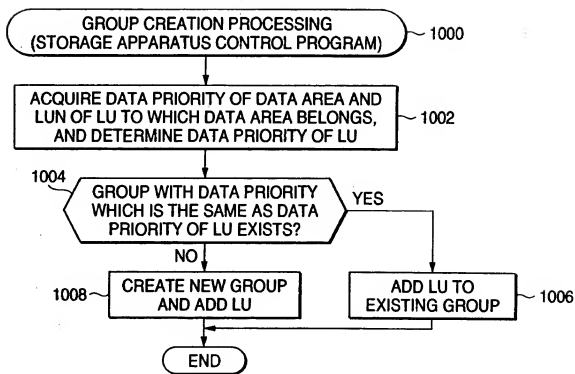 GROUP CREATION PROCESSING
(STORAGE APPARATUS CONTROL PROGRAM)
1000
ACQUIRE DATA PRIORITY OF DATA AREA AND
LUN OF LU TO WHICH DATA AREA BELONGS,
AND DETERMINE DATA PRIORITY OF LU
1002
1004
GROUP WITH DATA PRIORITY
WHICH IS THE SAME AS DATA
PRIORITY OF LU EXISTS?
YES
NO
1008
CREATE NEW GROUP
AND ADD LU
ADD LU TO
EXISTING GROUP
1006
END